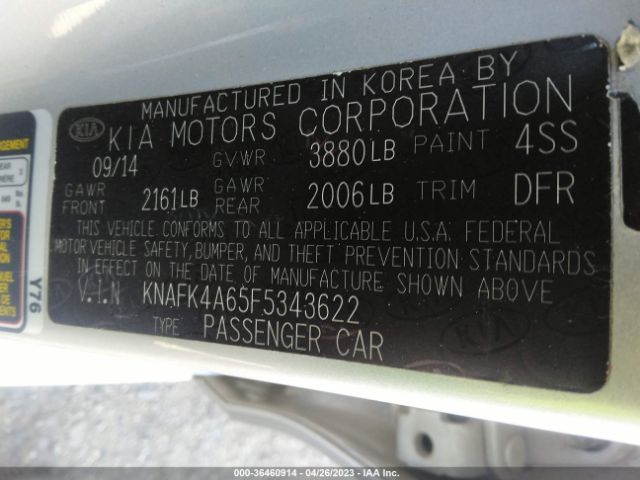 MANUFACTURED IN KOREA BY
KIA KIA MOTORS CORPORATION
09/14 GVWR 3880LB PAINT 4SS
GAWR FRONT 2161LB GAWR REAR 2006LB TRIM DFR
THIS VEHICLE CONFORMS TO ALL APPLICABLE U.S.A. FEDERAL
MOTOR VEHICLE SAFETY, BUMPER, AND THEFT PREVENTION STANDARDS
IN EFFECT ON THE DATE OF MANUFACTURE SHOWN ABOVE
V.I.N KNAFK4A65F5343622
TYPE PASSENGER CAR
Y76
000-36460914 - 04/26/2023 - IAA Inc.